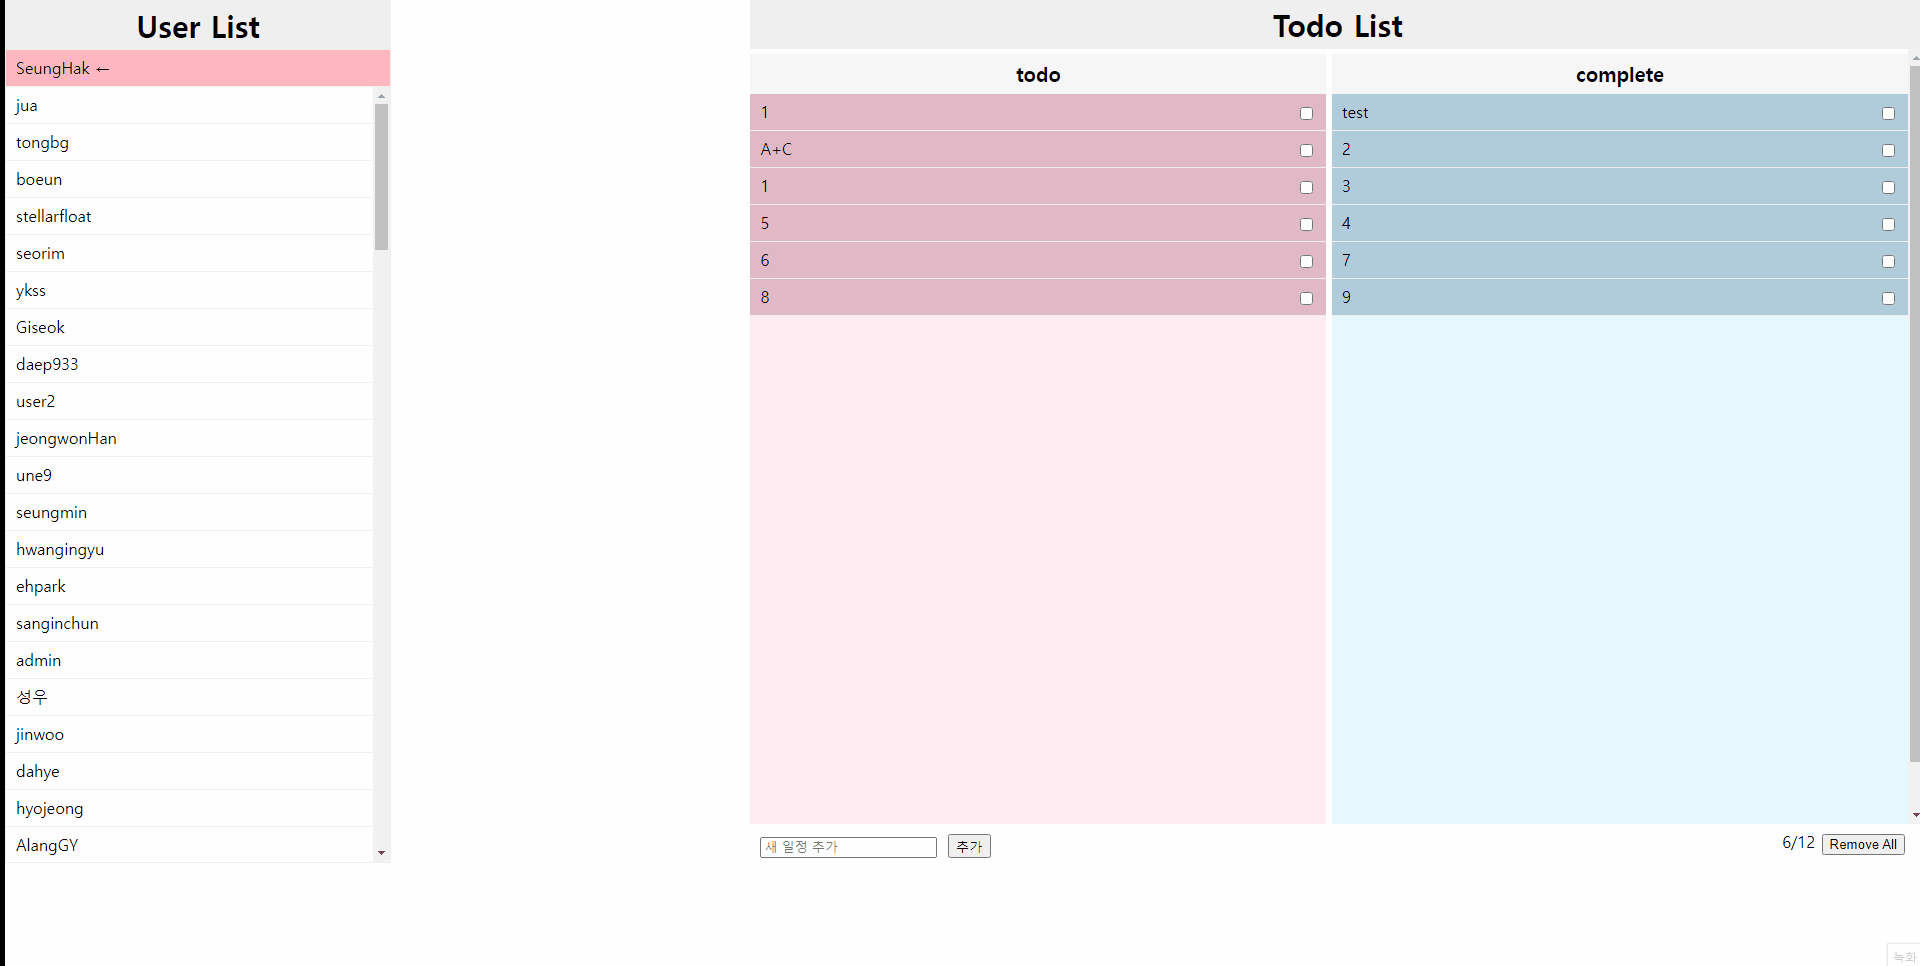 User List
SeungHak ←
jua
tongbg
boeun
stellarfloat
seorim
ykss
Giseok
daep933
user2
jeongwonHan
une9
seungmin
hwangingyu
ehpark
sanginchun
admin
성우
jinwoo
dahye
hyojeong
AlangGY
Todo List
todo
1
A+C
1
5
6
8
complete
test
2
3
4
7
9
새 일정 추가
추가
6/12
Remove All
녹화